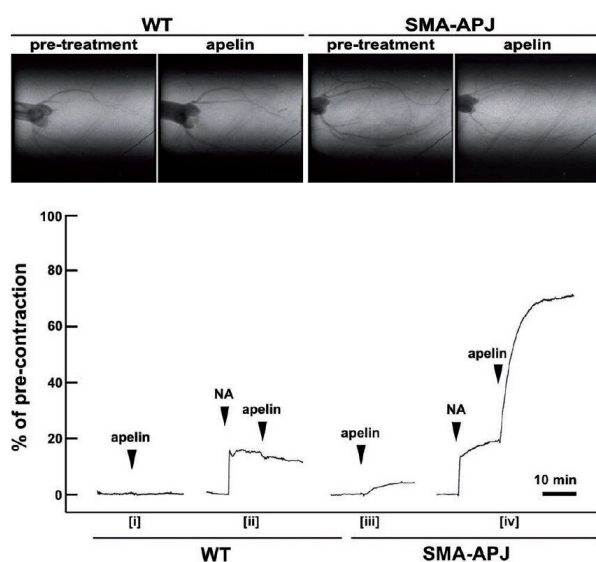 WT SMA-APJ
pre-treatment apelin pre-treatment apelin
% of pre-contraction
100
80
60
40
20
0
apelin
NA
apelin
apelin
NA
apelin
10 min
[i] [ii] [iii] [iv]
WT SMA-APJ